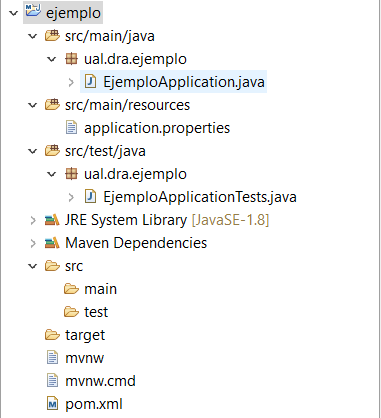 ejemplo
src/main/java
ual.dra.ejemplo
EjemploApplication.java
src/main/resources
application.properties
src/test/java
ual.dra.ejemplo
EjemploApplicationTests.java
JRE System Library [JavaSE-1.8]
Maven Dependencies
src
main
test
target
mvnw
mvnw.cmd
pom.xml